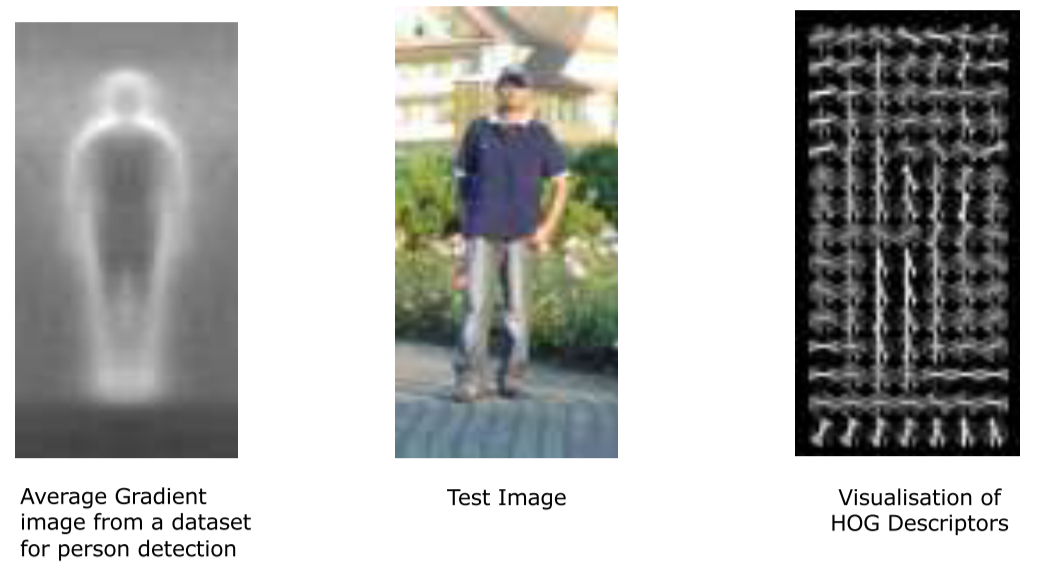 Average Gradient
image from a dataset
for person detection
Test Image
Visualisation of
HOG Descriptors